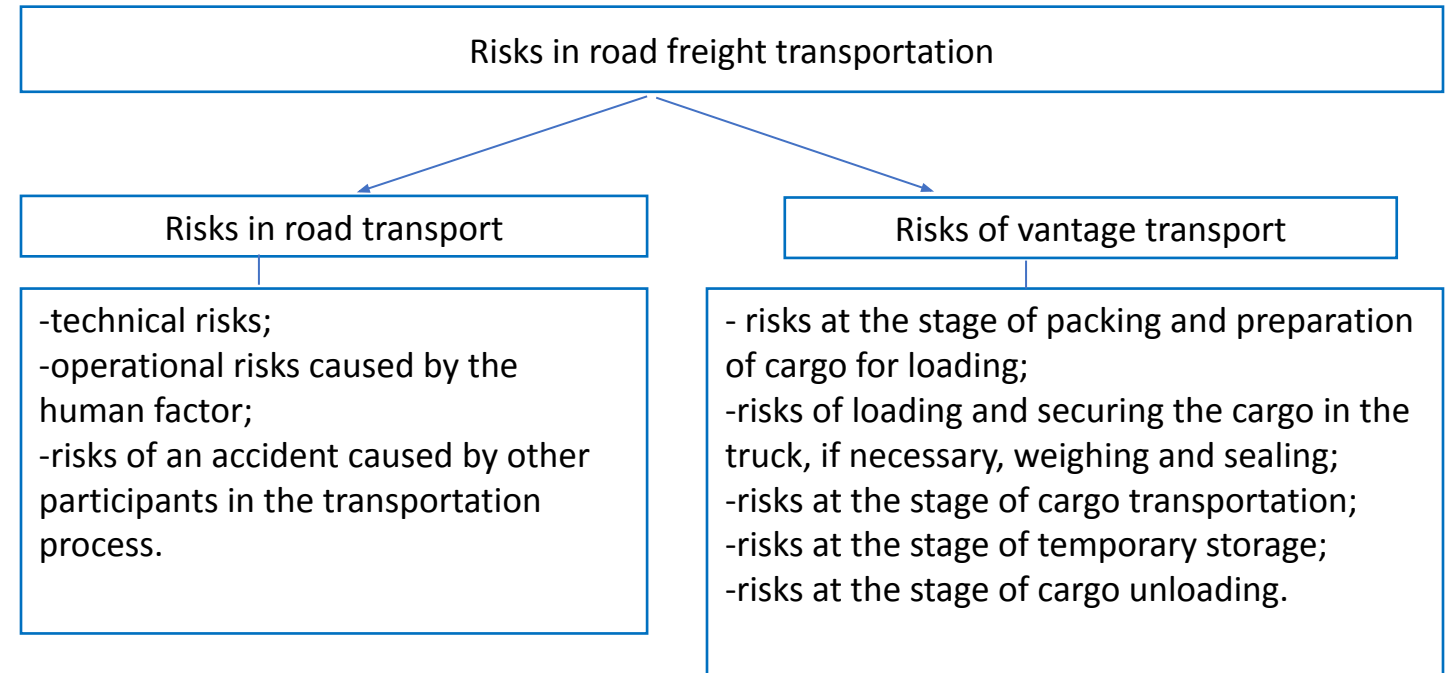 Risks in road freight transportation
Risks in road transport
Risks of vantage transport
-technical risks;
-operational risks caused by the
human factor;
-risks of an accident caused by other
participants in the transportation
process.
- risks at the stage of packing and preparation
of cargo for loading;
-risks of loading and securing the cargo in the
truck, if necessary, weighing and sealing;
-risks at the stage of cargo transportation;
-risks at the stage of temporary storage;
-risks at the stage of cargo unloading.